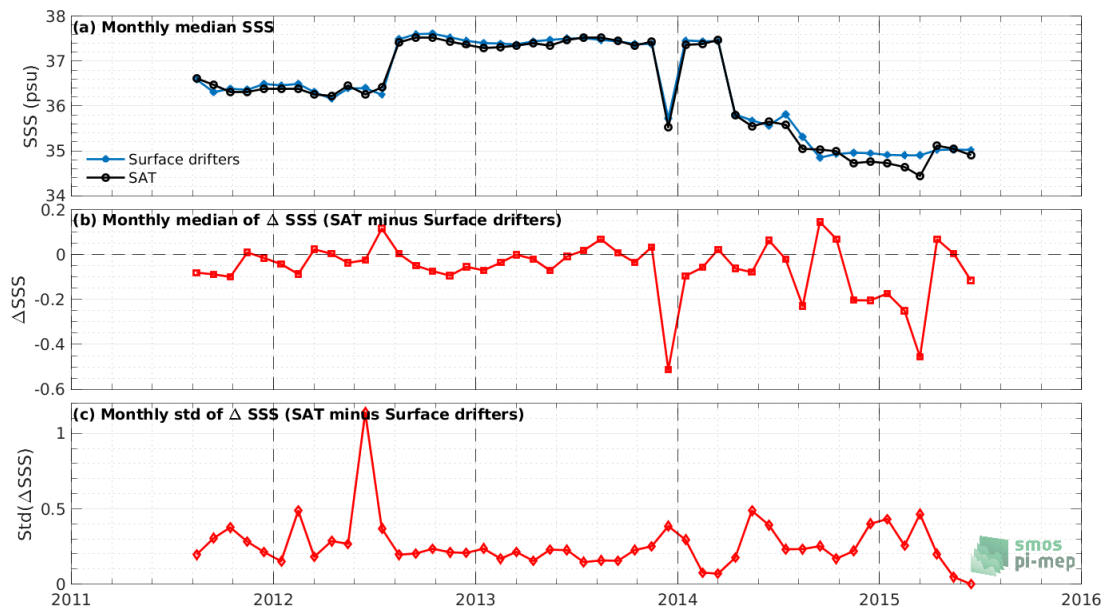 (a) Monthly median SSS
38
37
36
35
34
SSS (psu)
Surface drifters
SAT
(b) Monthly median of Δ SSS (SAT minus Surface drifters)
0.2
0
-0.2
-0.4
-0.6
ΔSSS
(c) Monthly std of Δ SSS (SAT minus Surface drifters)
1
0.5
0
Std(ΔSSS)
smos
pi-mep
2011 2012 2013 2014 2015 2016